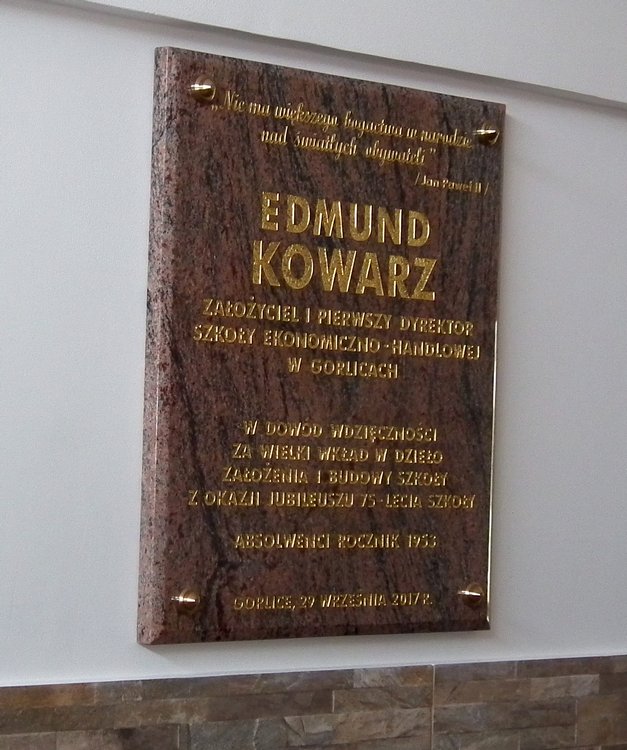 „Nie ma większego bogactwa w narodzie
nad światłych obywateli"
/Jan Paweł II/
EDMUND
KOWARZ
ZAŁOŻYCIEL I PIERWSZY DYREKTOR
SZKOŁY EKONOMICZNO-HANDLOWEJ
W GORLICACH
W DOWÓD WDZIĘCZNOŚCI
ZA WIELKI WKŁAD W DZIEŁO
ZAŁOŻENIA I BUDOWY SZKOŁY
Z OKAZJI JUBILEUSZU 75-LECIA SZKOŁY
ABSOLWENCI ROCZNIK 1953
GORLICE, 29 WRZEŚNIA 2017 R.